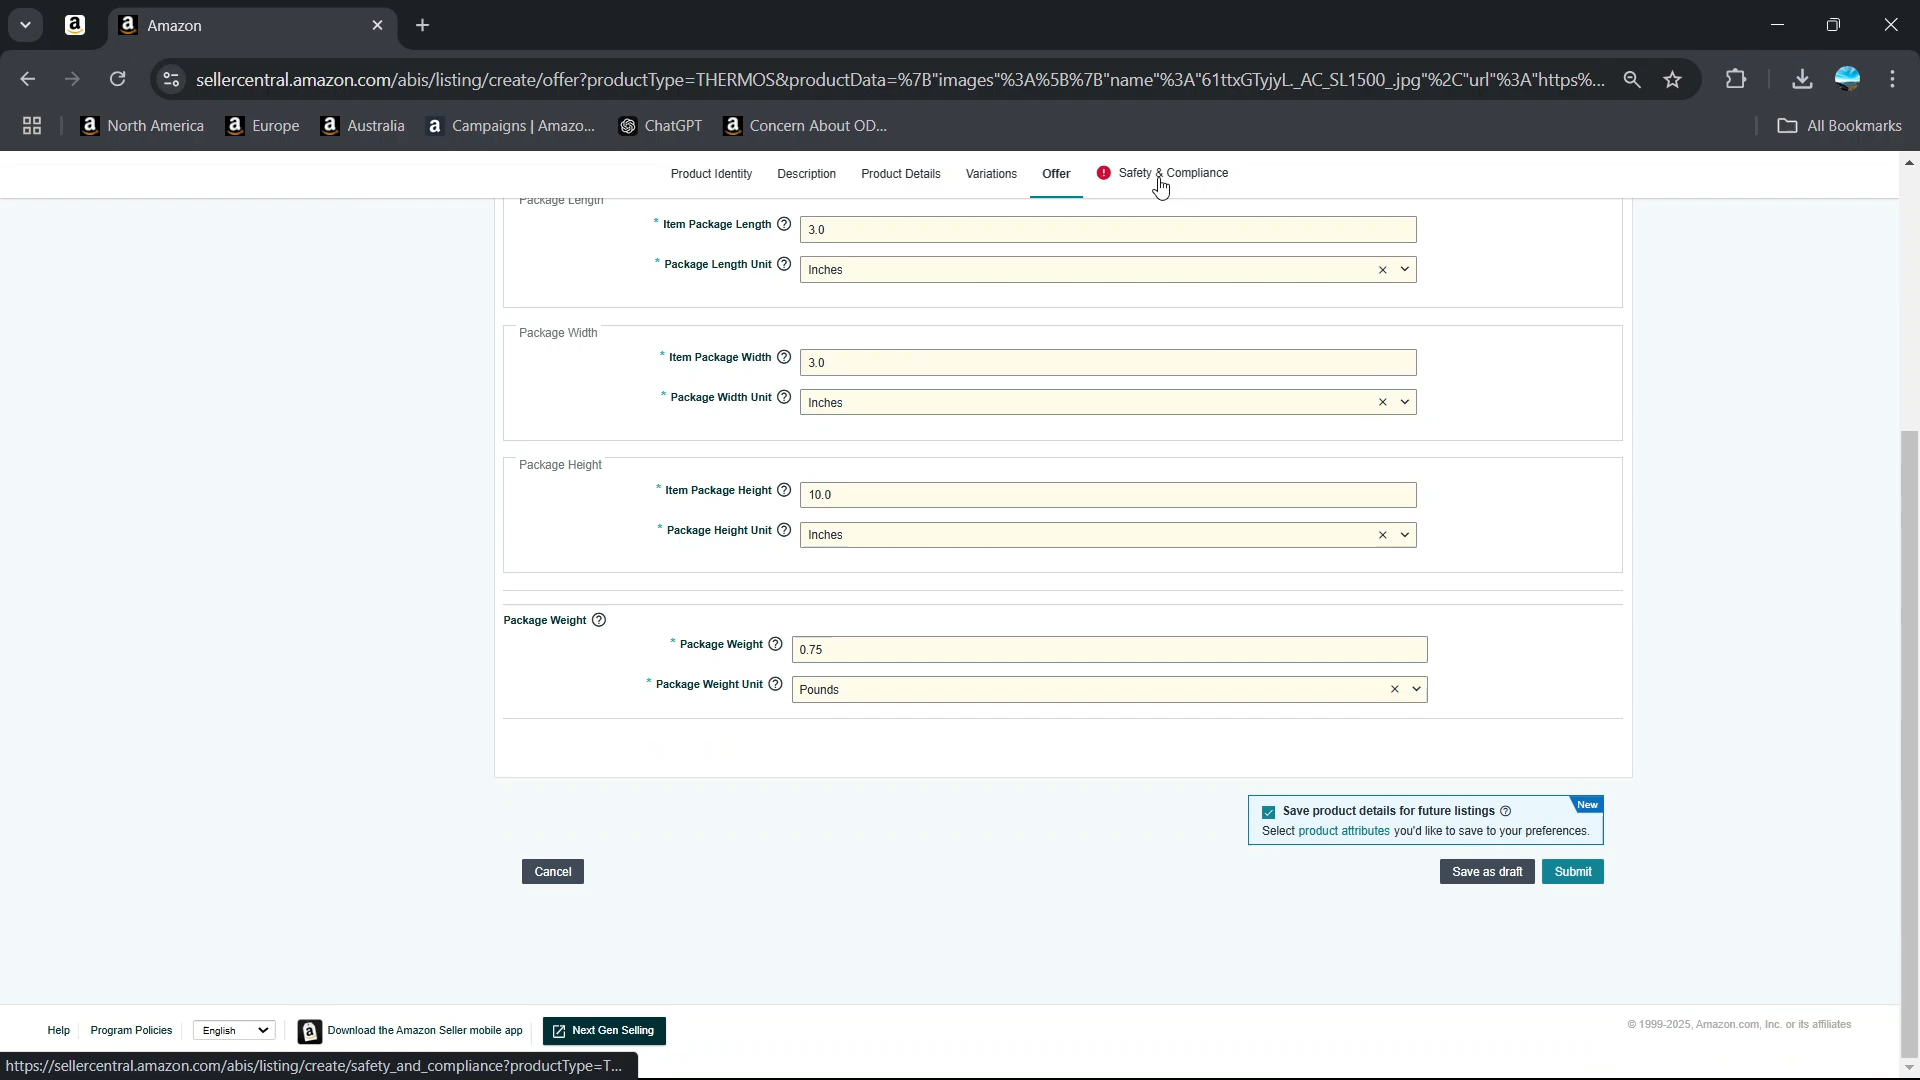 Amazon
sellercentral.amazon.com/abis/listing/create/offer?productType=THERMOS&productData=%7B"images"%3A%5B%7B"name"%3A"61ttxGTyjyL._AC_SL1500_.jpg"%2C"url"%3A"https%...
North America Europe Australia Campaigns | Amazo... ChatGPT Concern About OD... All Bookmarks
Product Identity Description Product Details Variations Offer Safety & Compliance
Package Length
* Item Package Length 3.0
* Package Length Unit Inches
Package Width
* Item Package Width 3.0
* Package Width Unit Inches
Package Height
* Item Package Height 10.0
* Package Height Unit Inches
Package Weight
* Package Weight 0.75
* Package Weight Unit Pounds
New
Save product details for future listings
Select product attributes you'd like to save to your preferences.
Cancel Save as draft Submit
Help Program Policies English Download the Amazon Seller mobile app Next Gen Selling © 1999-2025, Amazon.com, Inc. or its affiliates
https://sellercentral.amazon.com/abis/listing/create/safety_and_compliance?productType=T...